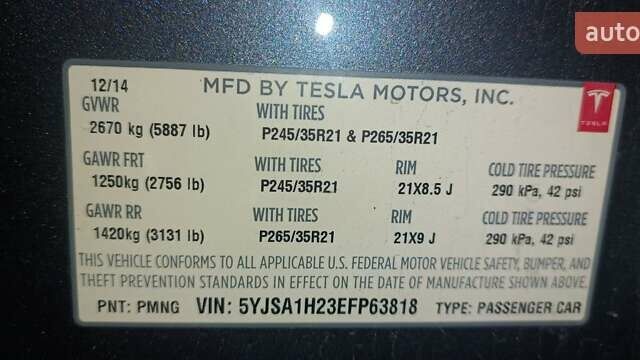 auto
12/14
MFD BY TESLA MOTORS, INC.
TESLA
GVWR WITH TIRES
2670 kg (5887 lb) P245/35R21 & P265/35R21
GAWR FRT WITH TIRES RIM COLD TIRE PRESSURE
1250kg (2756 lb) P245/35R21 21X8.5 J 290 kPa, 42 psi
GAWR RR WITH TIRES RIM COLD TIRE PRESSURE
1420kg (3131 lb) P265/35R21 21X9 J 290 kPa, 42 psi
THIS VEHICLE CONFORMS TO ALL APPLICABLE U.S. FEDERAL MOTOR VEHICLE SAFETY, BUMPER, AND
THEFT PREVENTION STANDARDS IN EFFECT ON THE DATE OF MANUFACTURE SHOWN ABOVE.
PNT: PMNG VIN: 5YJSA1H23EFP63818 TYPE: PASSENGER CAR